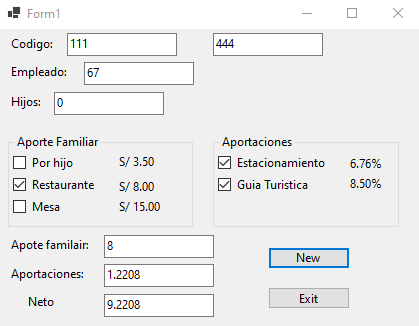 Form1
Codigo: 111 444
Empleado: 67
Hijos: 0
Aporte Familiar Aportaciones
Por hijo S/ 3.50 Estacionamiento 6.76%
Restaurante S/ 8.00 Guia Turistica 8.50%
Mesa S/ 15.00
Apote familair: 8
New
Aportaciones: 1.2208
Neto 9.2208 Exit